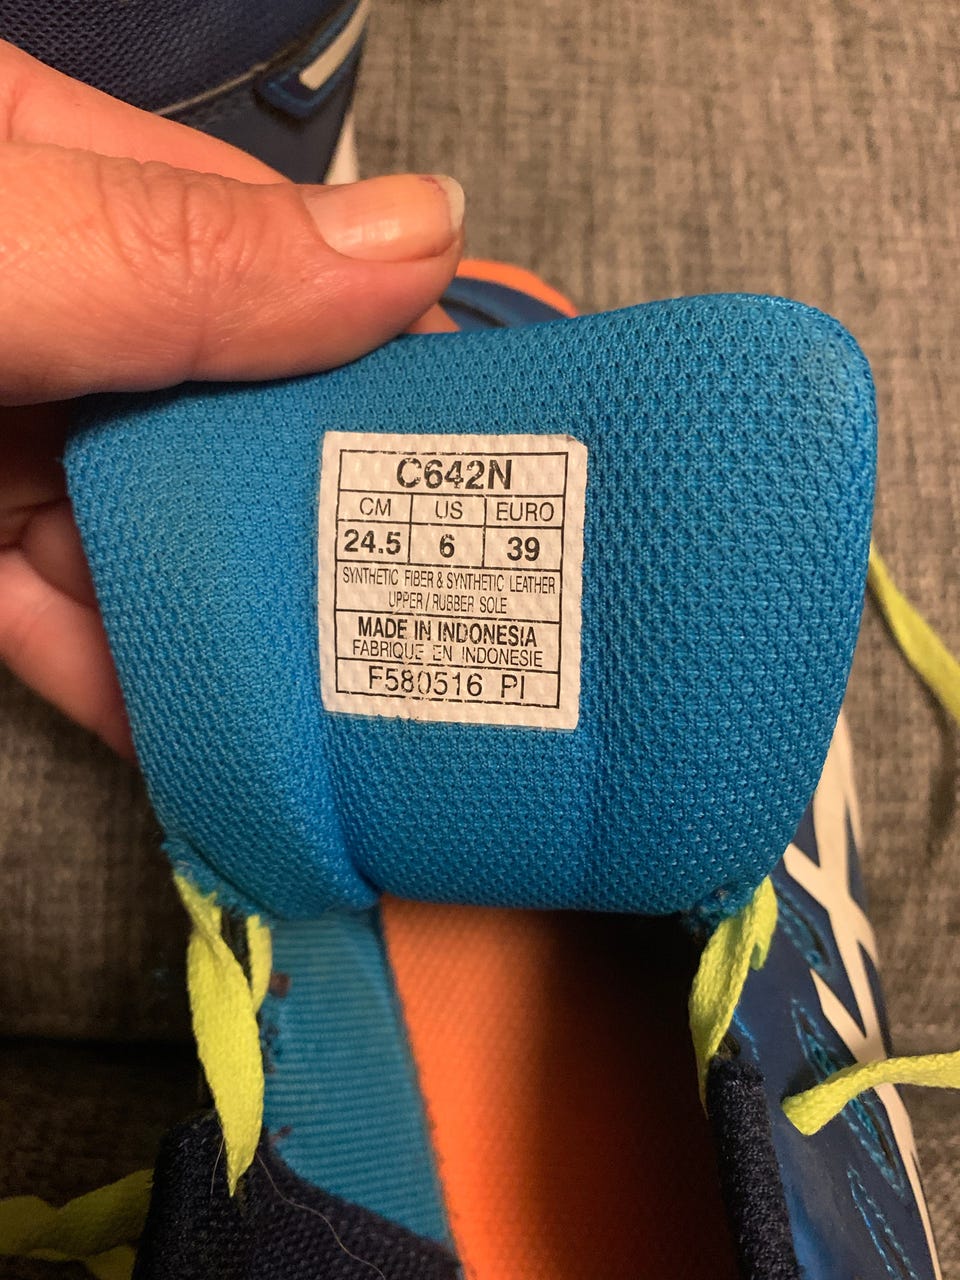 C642N
CM US EURO
24.5 6 39
SYNTHETIC FIBER & SYNTHETIC LEATHER
UPPER / RUBBER SOLE
MADE IN INDONESIA
FABRIQUE EN INDONESIE
F580516 PI